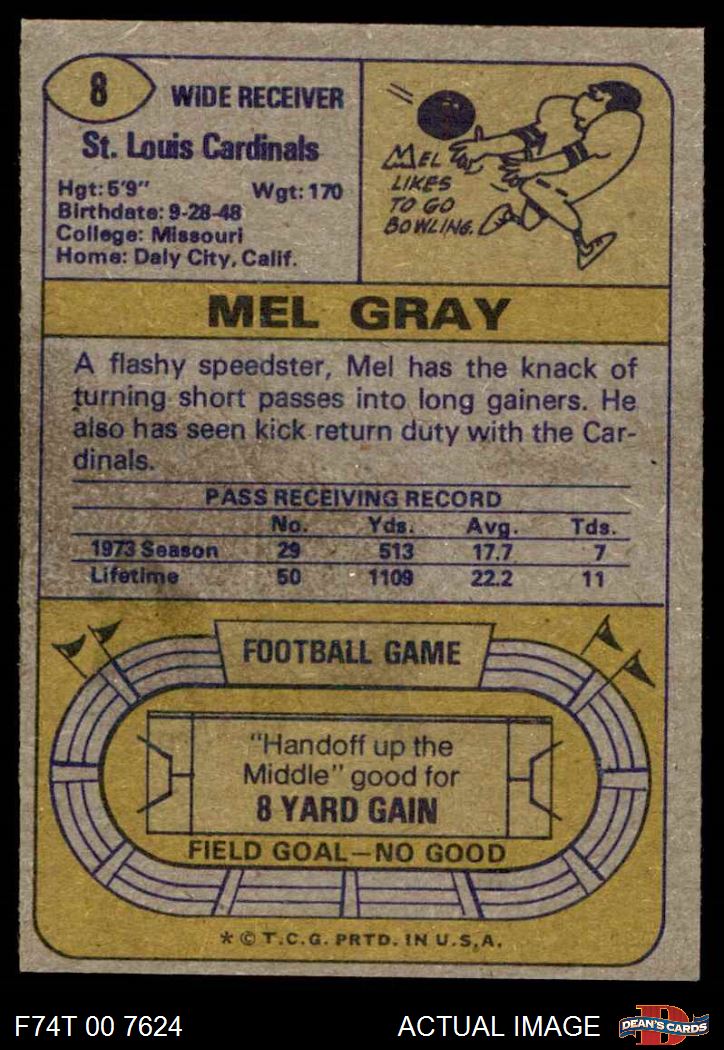 8
WIDE RECEIVER
St. Louis Cardinals
Hgt: 5'9" Wgt: 170
Birthdate: 9-28-48
College: Missouri
Home: Daly City, Calif.
MEL
LIKES
TO GO
BOWLING.
MEL GRAY
A flashy speedster, Mel has the knack of
turning short passes into long gainers. He
also has seen kick return duty with the Car-
dinals.
PASS RECEIVING RECORD
No. Yds. Avg. Tds.
1973 Season 29 513 17.7 7
Lifetime 50 1109 22.2 11
FOOTBALL GAME
"Handoff up the
Middle" good for
8 YARD GAIN
FIELD GOAL—NO GOOD
* © T.C.G. PRTD. IN U.S.A.
F74T 00 7624 ACTUAL IMAGE
D
DEAN'S CARDS